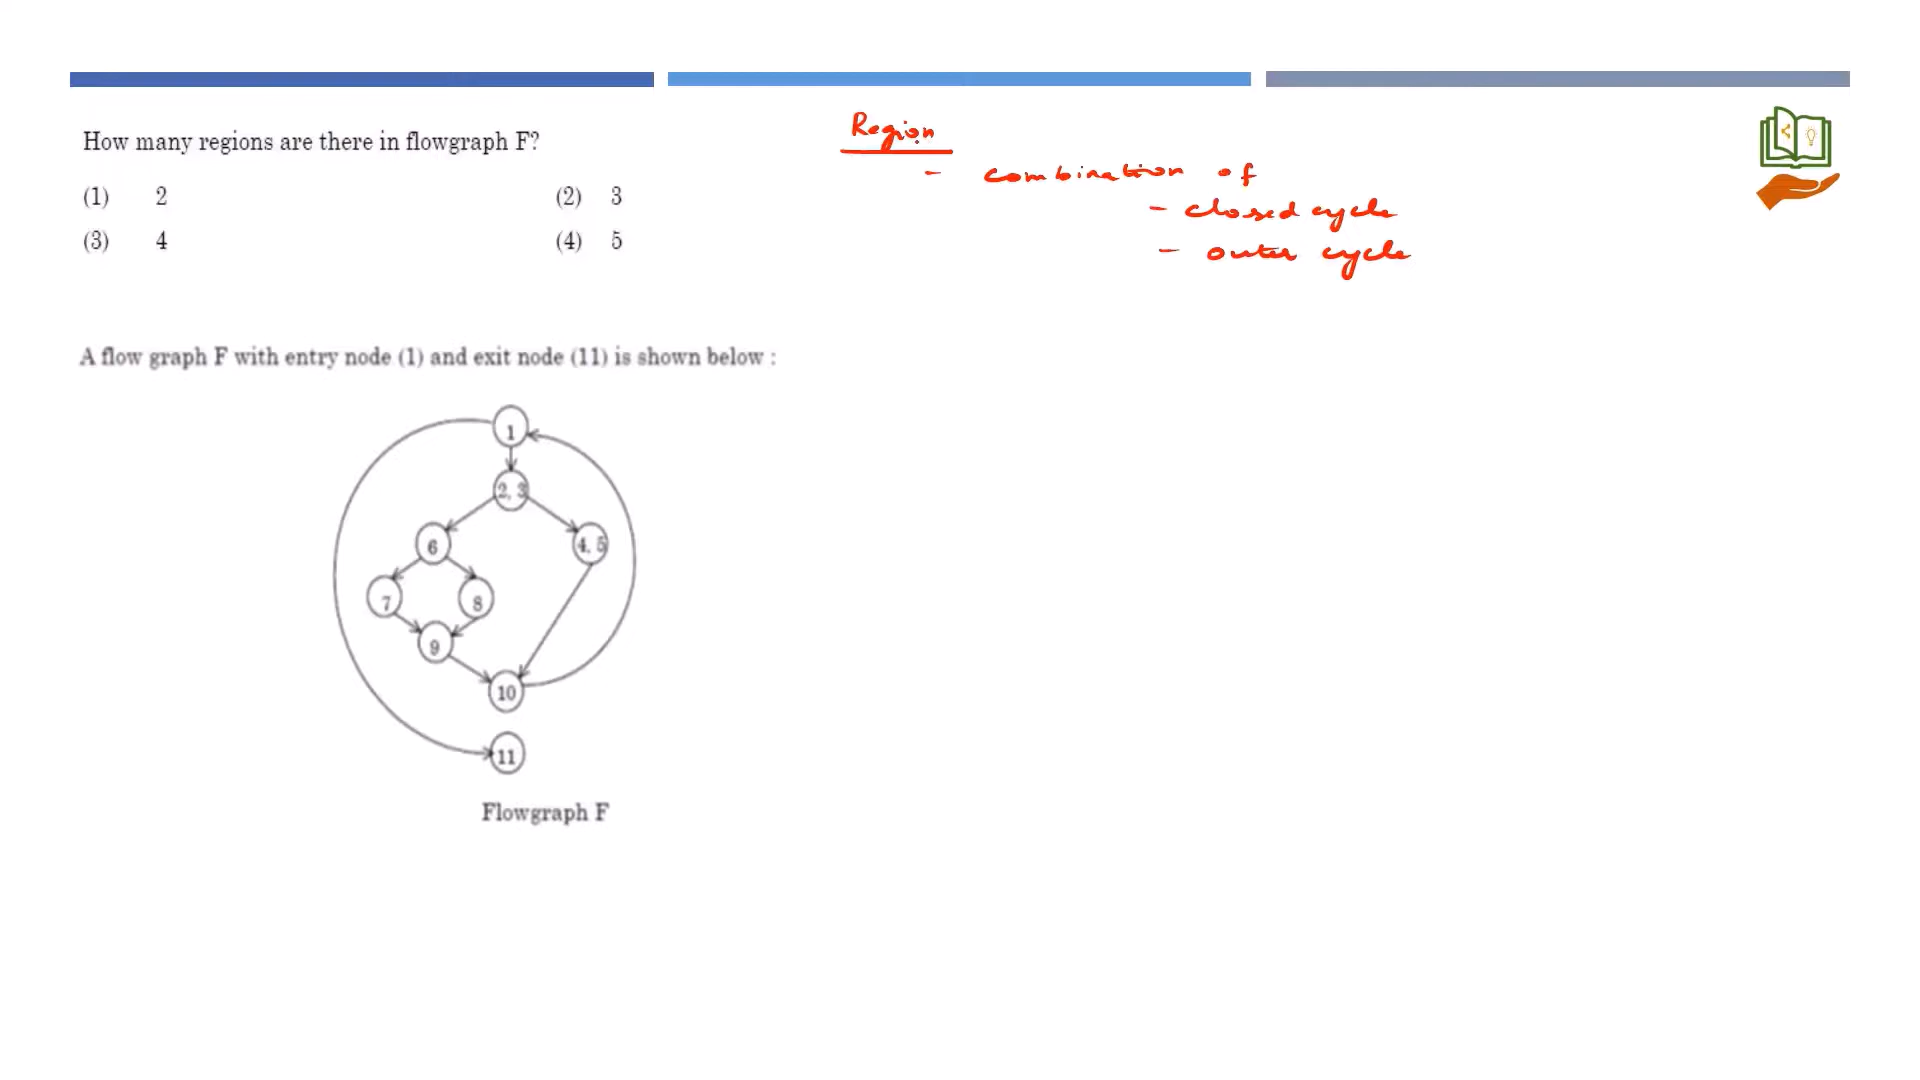 How many regions are there in flowgraph F?
(1) 2 (2) 3
(3) 4 (4) 5
Region
- combination of
- closed cycle
- outer cycle
A flow graph F with entry node (1) and exit node (11) is shown below :
1
2, 3
6 4, 5
7 8
9
10
11
Flowgraph F